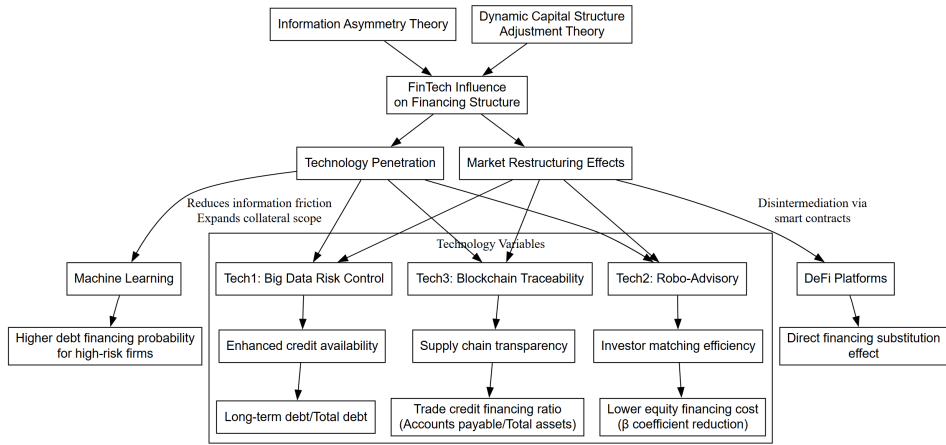 Information Asymmetry Theory
Dynamic Capital Structure
Adjustment Theory
FinTech Influence
on Financing Structure
Technology Penetration
Market Restructuring Effects
Reduces information friction
Expands collateral scope
Disintermediation via
smart contracts
Technology Variables
Machine Learning
Tech1: Big Data Risk Control
Tech3: Blockchain Traceability
Tech2: Robo-Advisory
DeFi Platforms
Higher debt financing probability
for high-risk firms
Enhanced credit availability
Supply chain transparency
Investor matching efficiency
Direct financing substitution
effect
Long-term debt/Total debt
Trade credit financing ratio
(Accounts payable/Total assets)
Lower equity financing cost
(β coefficient reduction)